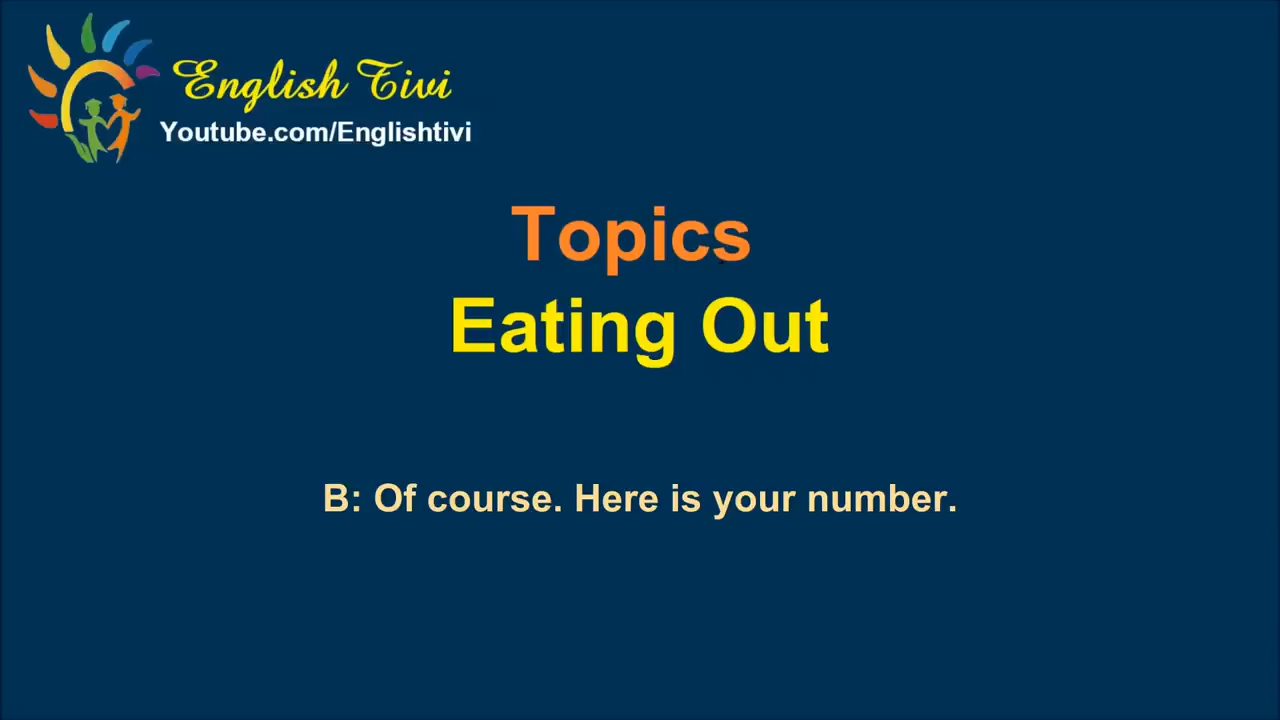 English Tivi
Youtube.com/Englishtivi
Topics
Eating Out
B: Of course. Here is your number.